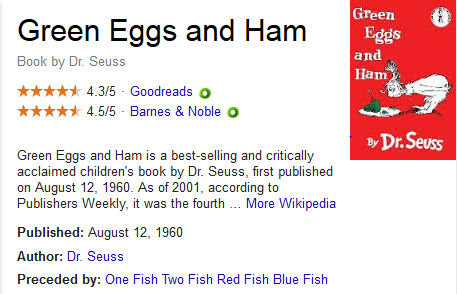 Green Eggs and Ham
Book by Dr. Seuss
4.3/5 · Goodreads
4.5/5 · Barnes & Noble
Green Eggs and Ham is a best-selling and critically
acclaimed children's book by Dr. Seuss, first published
on August 12, 1960. As of 2001, according to
Publishers Weekly, it was the fourth ... More Wikipedia
Published: August 12, 1960
Author: Dr. Seuss
Preceded by: One Fish Two Fish Red Fish Blue Fish
Green
Eggs
and
Ham
By Dr. Seuss